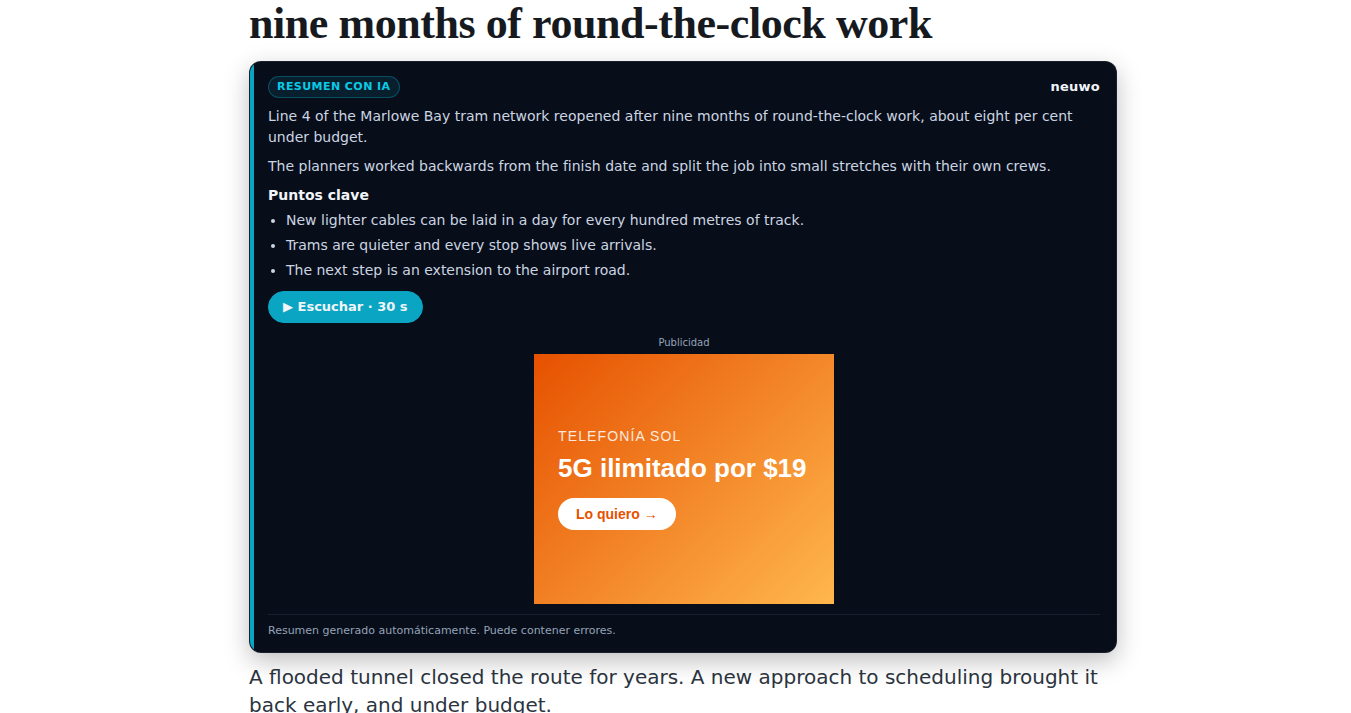 nine months of round-the-clock work
RESUMEN CON IA
neuwo
Line 4 of the Marlowe Bay tram network reopened after nine months of round-the-clock work, about eight per cent
under budget.
The planners worked backwards from the finish date and split the job into small stretches with their own crews.
Puntos clave
• New lighter cables can be laid in a day for every hundred metres of track.
• Trams are quieter and every stop shows live arrivals.
• The next step is an extension to the airport road.
▶ Escuchar · 30 s
Publicidad
TELEFONÍA SOL
5G ilimitado por $19
Lo quiero →
Resumen generado automáticamente. Puede contener errores.
A flooded tunnel closed the route for years. A new approach to scheduling brought it
back early, and under budget.